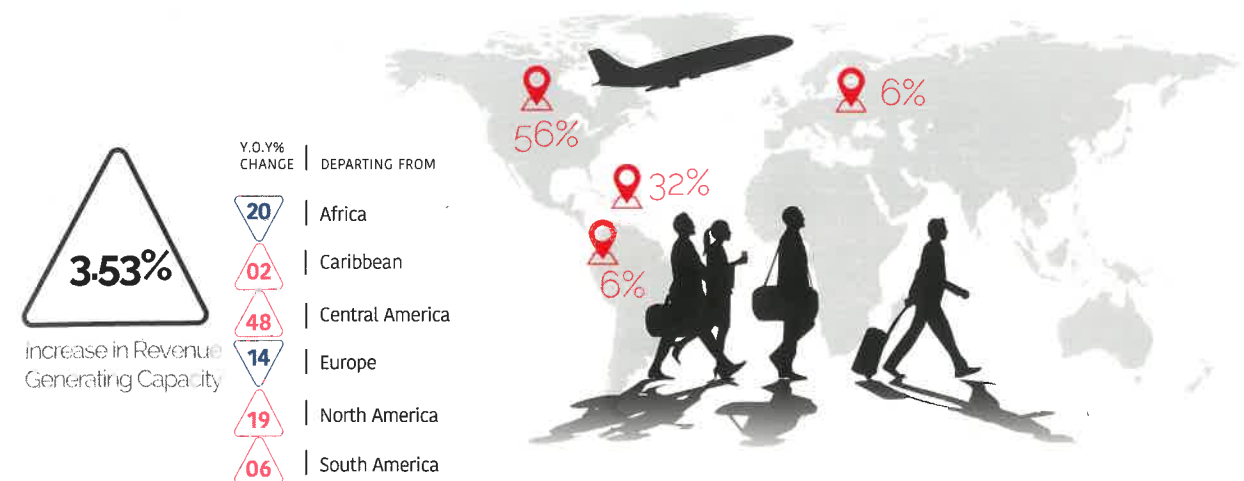 3.53%
Increase in Revenue
Generating Capacity
Y.O.Y%
CHANGE | DEPARTING FROM
20 | Africa
02 | Caribbean
48 | Central America
14 | Europe
19 | North America
06 | South America
56%
6%
32%
6%